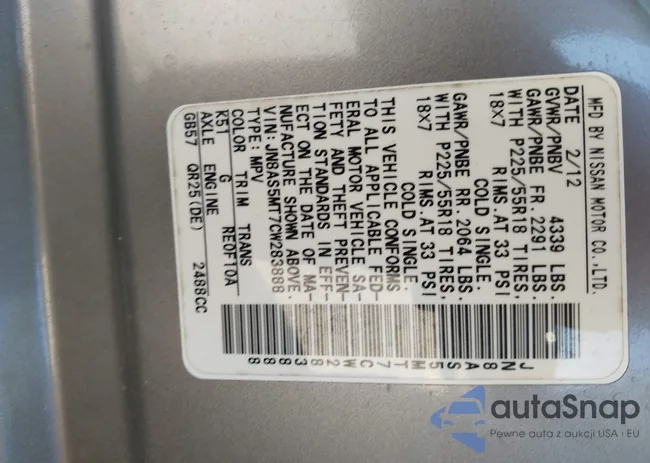 MFD BY NISSAN MOTOR CO.,LTD.
DATE 2/12
GVWR/PNBV 4339 LBS.
GAWR/PNBE FR. 2291 LBS.
WITH P225/55R18 TIRES,
18X7 RIMS.AT 33 PSI
COLD SINGLE.
GAWR/PNBE RR. 2064 LBS.
WITH P225/55R18 TIRES,
18X7 RIMS.AT 33 PSI
COLD SINGLE.
THIS VEHICLE CONFORMS
TO ALL APPLICABLE FED-
ERAL MOTOR VEHICLE SA-
FETY AND THEFT PREVEN-
TION STANDARDS IN EFF-
ECT ON THE DATE OF MA-
NUFACTURE SHOWN ABOVE.
VIN:JN8AS5MT7CW283888
TYPE:MPV
COLOR TRIM TRANS
K51 G RE0F10A
AXLE ENGINE
GB57 QR25(DE) 2488CC
JN8AS5MT7CW283888
autaSnap
Pewne auta z aukcji USA i EU